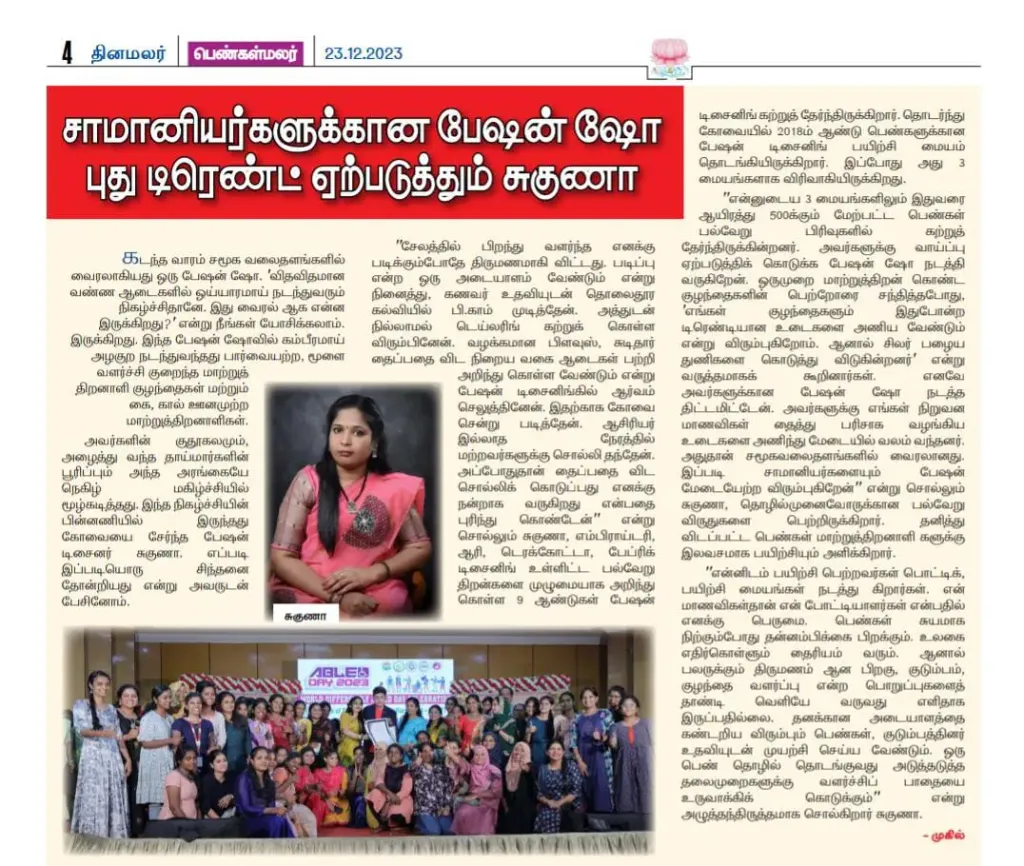 4 தினமலர் பெண்கள்மலர் 23.12.2023
சாமானியர்களுக்கான பேஷன் ஷோ
புது டிரெண்ட் ஏற்படுத்தும் சுகுணா
கடந்த வாரம் சமூக வலைதளங்களில்
வைரலாகியது ஒரு பேஷன் ஷோ. 'விதவிதமான
வண்ண ஆடைகளில் ஒய்யாரமாய் நடந்துவரும்
நிகழ்ச்சிதானே. இது வைரல் ஆக என்ன
இருக்கிறது?' என்று நீங்கள் யோசிக்கலாம்.
இருக்கிறது. இந்த பேஷன் ஷோவில் கம்பீரமாய்
அழகுற நடந்துவந்தது பார்வையற்ற, மூளை
வளர்ச்சி குறைந்த மாற்றுத்
திறனாளி குழந்தைகள் மற்றும்
கை, கால் ஊனமுற்ற
மாற்றுத்திறனாளிகள்.
அவர்களின் குதூகலமும்,
அழைத்து வந்த தாய்மார்களின்
பூரிப்பும் அந்த அரங்கையே
நெகிழ் மகிழ்ச்சியில்
மூழ்கடித்தது. இந்த நிகழ்ச்சியின்
பின்னணியில் இருந்தது
கோவையை சேர்ந்த பேஷன்
டிசைனர் சுகுணா. எப்படி
இப்படியொரு சிந்தனை
தோன்றியது என்று அவருடன்
பேசினோம்.
"சேலத்தில் பிறந்து வளர்ந்த எனக்கு
படிக்கும்போதே திருமணமாகி விட்டது. படிப்பு
என்ற ஒரு அடையாளம் வேண்டும் என்று
நினைத்து, கணவர் உதவியுடன் தொலைதூர
கல்வியில் பி.காம் முடித்தேன். அத்துடன்
நில்லாமல் டெய்லரிங் கற்றுக் கொள்ள
விரும்பினேன். வழக்கமான பிளவுஸ், சுடிதார்
தைப்பதை விட நிறைய வகை ஆடைகள் பற்றி
அறிந்து கொள்ள வேண்டும் என்று
பேஷன் டிசைனிங்கில் ஆர்வம்
செலுத்தினேன். இதற்காக கோவை
சென்று படித்தேன். ஆசிரியர்
இல்லாத நேரத்தில்
மற்றவர்களுக்கு சொல்லி தந்தேன்.
அப்போதுதான் தைப்பதை விட
சொல்லிக் கொடுப்பது எனக்கு
நன்றாக வருகிறது என்பதை
புரிந்து கொண்டேன்" என்று
சொல்லும் சுகுணா, எம்பிராய்டரி,
ஆரி, டெரக்கோட்டா, பேப்ரிக்
டிசைனிங் உள்ளிட்ட பல்வேறு
திறன்களை முழுமையாக அறிந்து
கொள்ள 9 ஆண்டுகள் பேஷன்
சுகுணா
ABLE
DAY 2023
டிசைனிங் கற்றுத் தேர்ந்திருக்கிறார். தொடர்ந்து
கோவையில் 2018ம் ஆண்டு பெண்களுக்கான
பேஷன் டிசைனிங் பயிற்சி மையம்
தொடங்கியிருக்கிறார். இப்போது அது 3
மையங்களாக விரிவாகியிருக்கிறது.
"என்னுடைய 3 மையங்களிலும் இதுவரை
ஆயிரத்து 500க்கும் மேற்பட்ட பெண்கள்
பல்வேறு பிரிவுகளில் கற்றுத்
தேர்ந்திருக்கின்றனர். அவர்களுக்கு வாய்ப்பு
ஏற்படுத்திக் கொடுக்க பேஷன் ஷோ நடத்தி
வருகிறேன். ஒருமுறை மாற்றுத்திறன் கொண்ட
குழந்தைகளின் பெற்றோரை சந்தித்தபோது,
'எங்கள் குழந்தைகளும் இதுபோன்ற
டிரெண்டியான உடைகளை அணிய வேண்டும்
என்று விரும்புகிறோம். ஆனால் சிலர் பழைய
துணிகளை கொடுத்து விடுகின்றனர்' என்று
வருத்தமாகக் கூறினார்கள். எனவே
அவர்களுக்கான பேஷன் ஷோ நடத்த
திட்டமிட்டேன். அவர்களுக்கு எங்கள் நிறுவன
மாணவிகள் தைத்து பரிசாக வழங்கிய
உடைகளை அணிந்து மேடையில் வலம் வந்தனர்.
அதுதான் சமூகவலைதளங்களில் வைரலானது.
இப்படி சாமானியர்களையும் பேஷன்
மேடையேற்ற விரும்புகிறேன்" என்று சொல்லும்
சுகுணா, தொழில்முனைவோருக்கான பல்வேறு
விருதுகளை பெற்றிருக்கிறார். தனித்து
விடப்பட்ட பெண்கள் மாற்றுத்திறனாளி களுக்கு
இலவசமாக பயிற்சியும் அளிக்கிறார்.
"என்னிடம் பயிற்சி பெற்றவர்கள் பொட்டிக்,
பயிற்சி மையங்கள் நடத்து கிறார்கள். என்
மாணவிகள்தான் என் போட்டியாளர்கள் என்பதில்
எனக்கு பெருமை. பெண்கள் சுயமாக
நிற்கும்போது தன்னம்பிக்கை பிறக்கும். உலகை
எதிர்கொள்ளும் தைரியம் வரும். ஆனால்
பலருக்கும் திருமணம் ஆன பிறகு, குடும்பம்,
குழந்தை வளர்ப்பு என்ற பொறுப்புகளைத்
தாண்டி வெளியே வருவது எளிதாக
இருப்பதில்லை. தனக்கான அடையாளத்தை
கண்டறிய விரும்பும் பெண்கள், குடும்பத்தினர்
உதவியுடன் முயற்சி செய்ய வேண்டும். ஒரு
பெண் தொழில் தொடங்குவது அடுத்தடுத்த
தலைமுறைகளுக்கு வளர்ச்சிப் பாதையை
உருவாக்கிக் கொடுக்கும்" என்று
அழுத்தந்திருத்தமாக சொல்கிறார் சுகுணா.
- முகில்